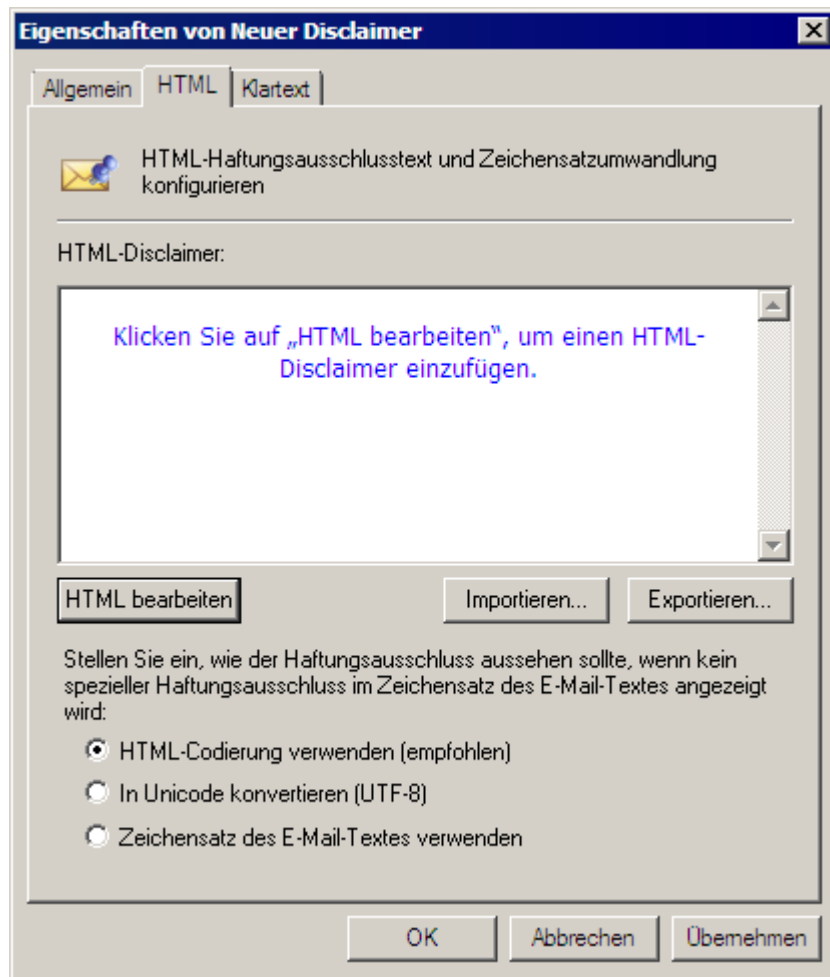 Eigenschaften von Neuer Disclaimer
Allgemein HTML Klartext
HTML-Haftungsausschlusstext und Zeichensatzumwandlung
konfigurieren
HTML-Disclaimer:
Klicken Sie auf „HTML bearbeiten“, um einen HTML-
Disclaimer einzufügen.
HTML bearbeiten Importieren... Exportieren...
Stellen Sie ein, wie der Haftungsausschluss aussehen sollte, wenn kein
spezieller Haftungsausschluss im Zeichensatz des E-Mail-Textes angezeigt
wird:
HTML-Codierung verwenden (empfohlen)
In Unicode konvertieren (UTF-8)
Zeichensatz des E-Mail-Textes verwenden
OK Abbrechen Übernehmen